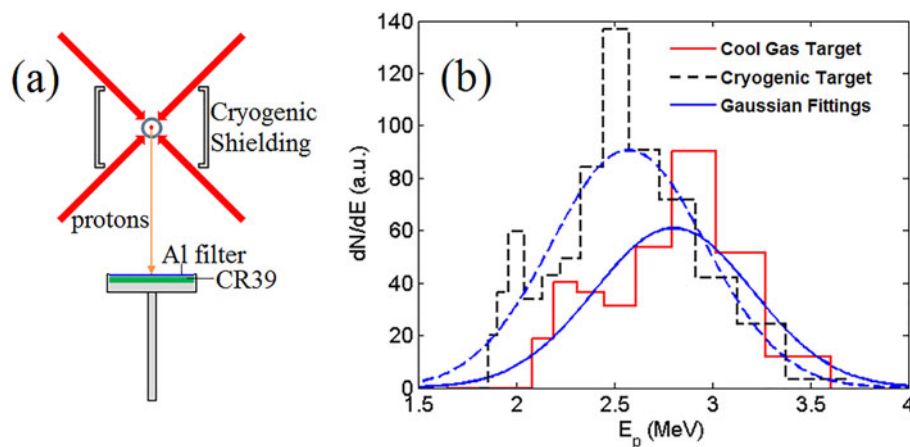 (a)
Cryogenic
Shielding
protons
Al filter
CR39
(b)
Cool Gas Target
Cryogenic Target
Gaussian Fittings
dN/dE (a.u.)
140
120
100
80
60
40
20
0
1.5 2 2.5 3 3.5 4
Ep (MeV)